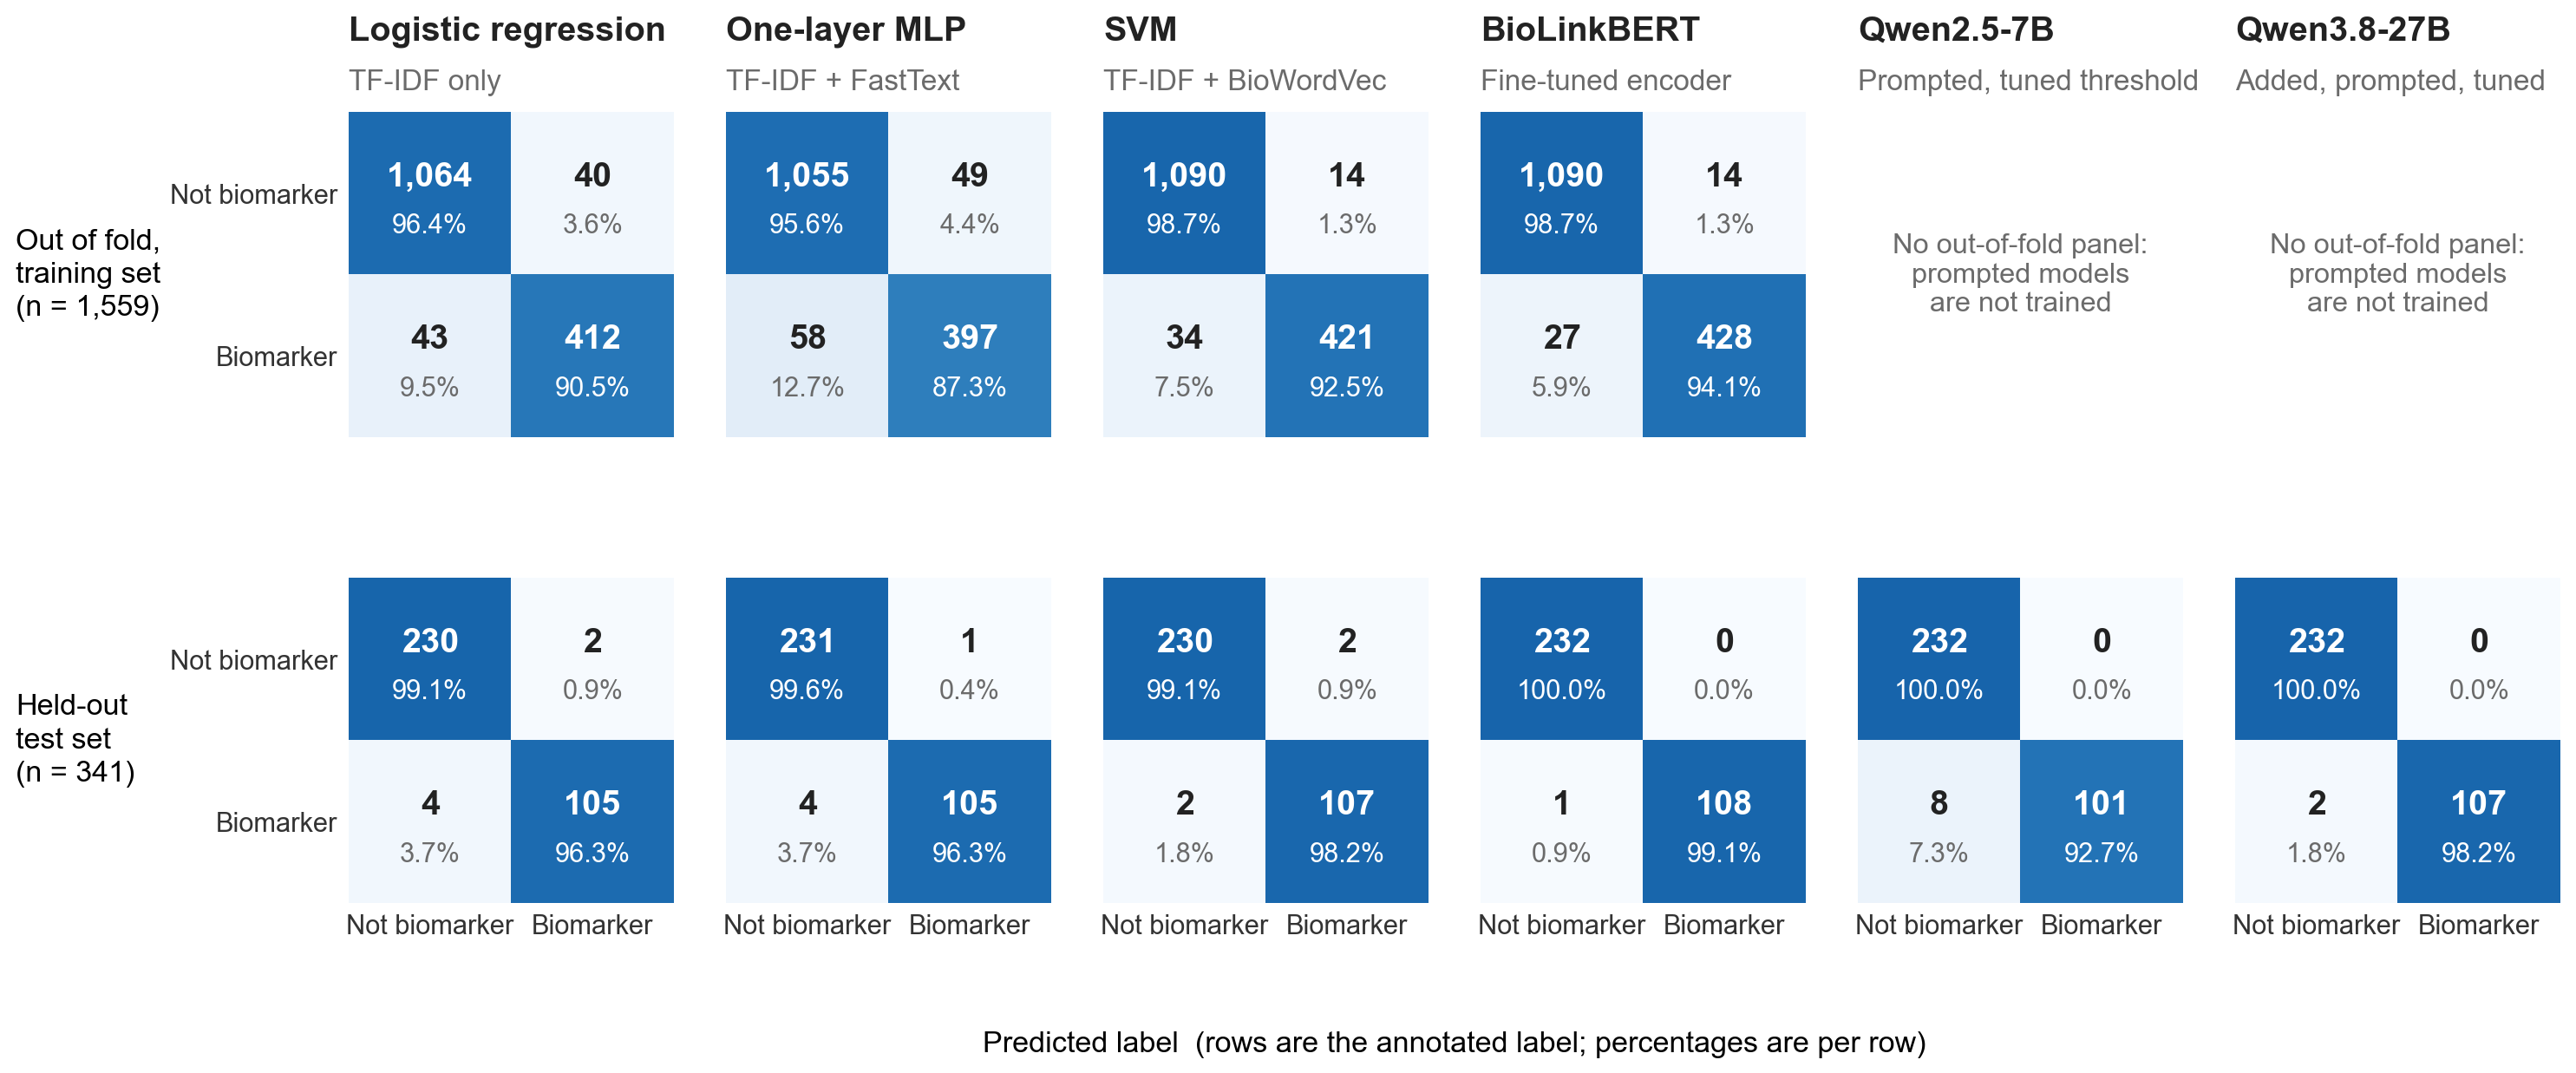 Logistic regression
TF-IDF only
One-layer MLP
TF-IDF + FastText
SVM
TF-IDF + BioWordVec
BioLinkBERT
Fine-tuned encoder
Qwen2.5-7B
Prompted, tuned threshold
Qwen3.8-27B
Added, prompted, tuned
Out of fold,
training set
(n = 1,559)
Not biomarker
Biomarker
1,064
96.4%
40
3.6%
43
9.5%
412
90.5%
1,055
95.6%
49
4.4%
58
12.7%
397
87.3%
1,090
98.7%
14
1.3%
34
7.5%
421
92.5%
1,090
98.7%
14
1.3%
27
5.9%
428
94.1%
No out-of-fold panel:
prompted models
are not trained
No out-of-fold panel:
prompted models
are not trained
Held-out
test set
(n = 341)
Not biomarker
Biomarker
230
99.1%
2
0.9%
4
3.7%
105
96.3%
Not biomarker Biomarker
231
99.6%
1
0.4%
4
3.7%
105
96.3%
Not biomarker Biomarker
230
99.1%
2
0.9%
2
1.8%
107
98.2%
Not biomarker Biomarker
232
100.0%
0
0.0%
1
0.9%
108
99.1%
Not biomarker Biomarker
232
100.0%
0
0.0%
8
7.3%
101
92.7%
Not biomarker Biomarker
232
100.0%
0
0.0%
2
1.8%
107
98.2%
Not biomarker Biomarker
Predicted label (rows are the annotated label; percentages are per row)